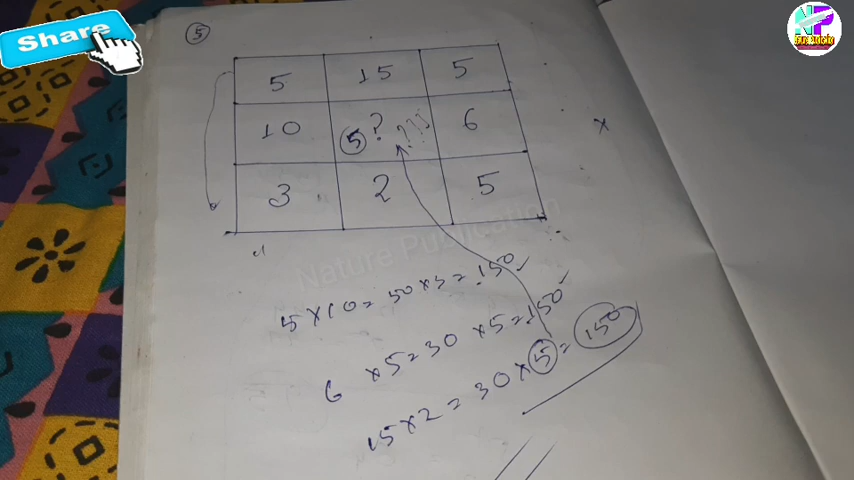 Share
NP
5
5 15 5
10 5? ??? 6
3 2 5
x
Nature Publication
5×10=50×3=150✓
6 ×5=30 ×5=150✓
15×2=30×5=150